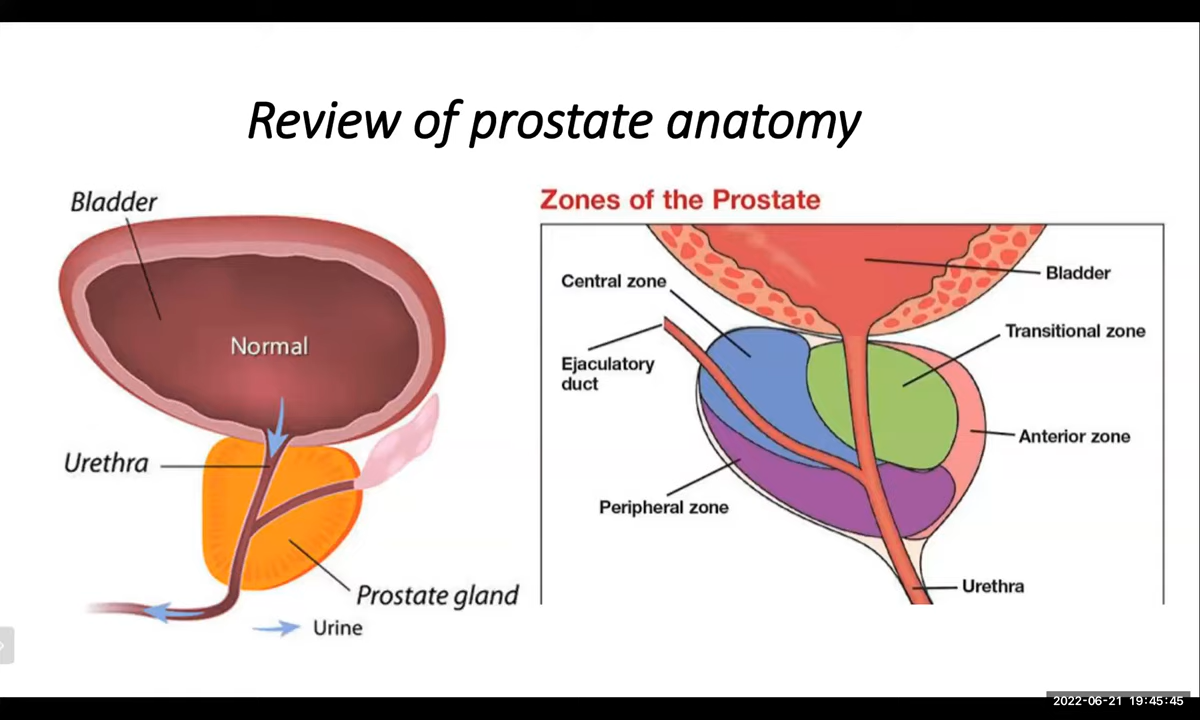 Review of prostate anatomy
Bladder
Normal
Urethra
Prostate gland
Urine
Zones of the Prostate
Central zone
Bladder
Transitional zone
Ejaculatory
duct
Anterior zone
Peripheral zone
Urethra
2022-06-21 19:45:45